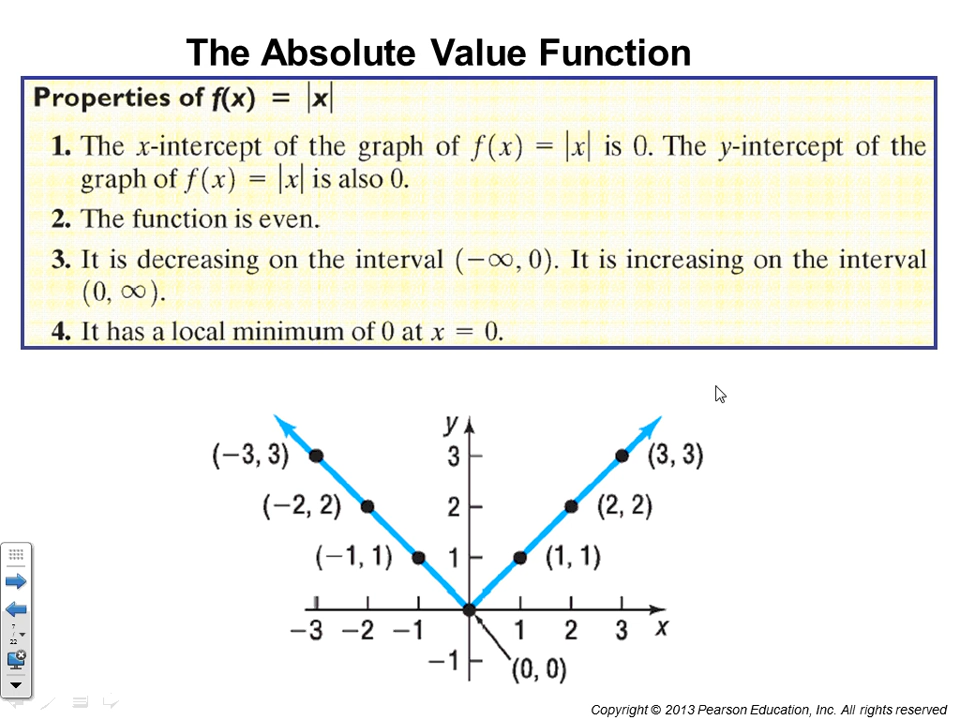 The Absolute Value Function
Properties of f(x) = |x|
1. The x-intercept of the graph of f(x) = |x| is 0. The y-intercept of the
graph of f(x) = |x| is also 0.
2. The function is even.
3. It is decreasing on the interval (−∞, 0). It is increasing on the interval
(0, ∞).
4. It has a local minimum of 0 at x = 0.
y
(−3, 3) 3 (3, 3)
(−2, 2) 2 (2, 2)
(−1, 1) 1 (1, 1)
−3 −2 −1 1 2 3 x
−1 (0, 0)
7
/
22
Copyright © 2013 Pearson Education, Inc. All rights reserved